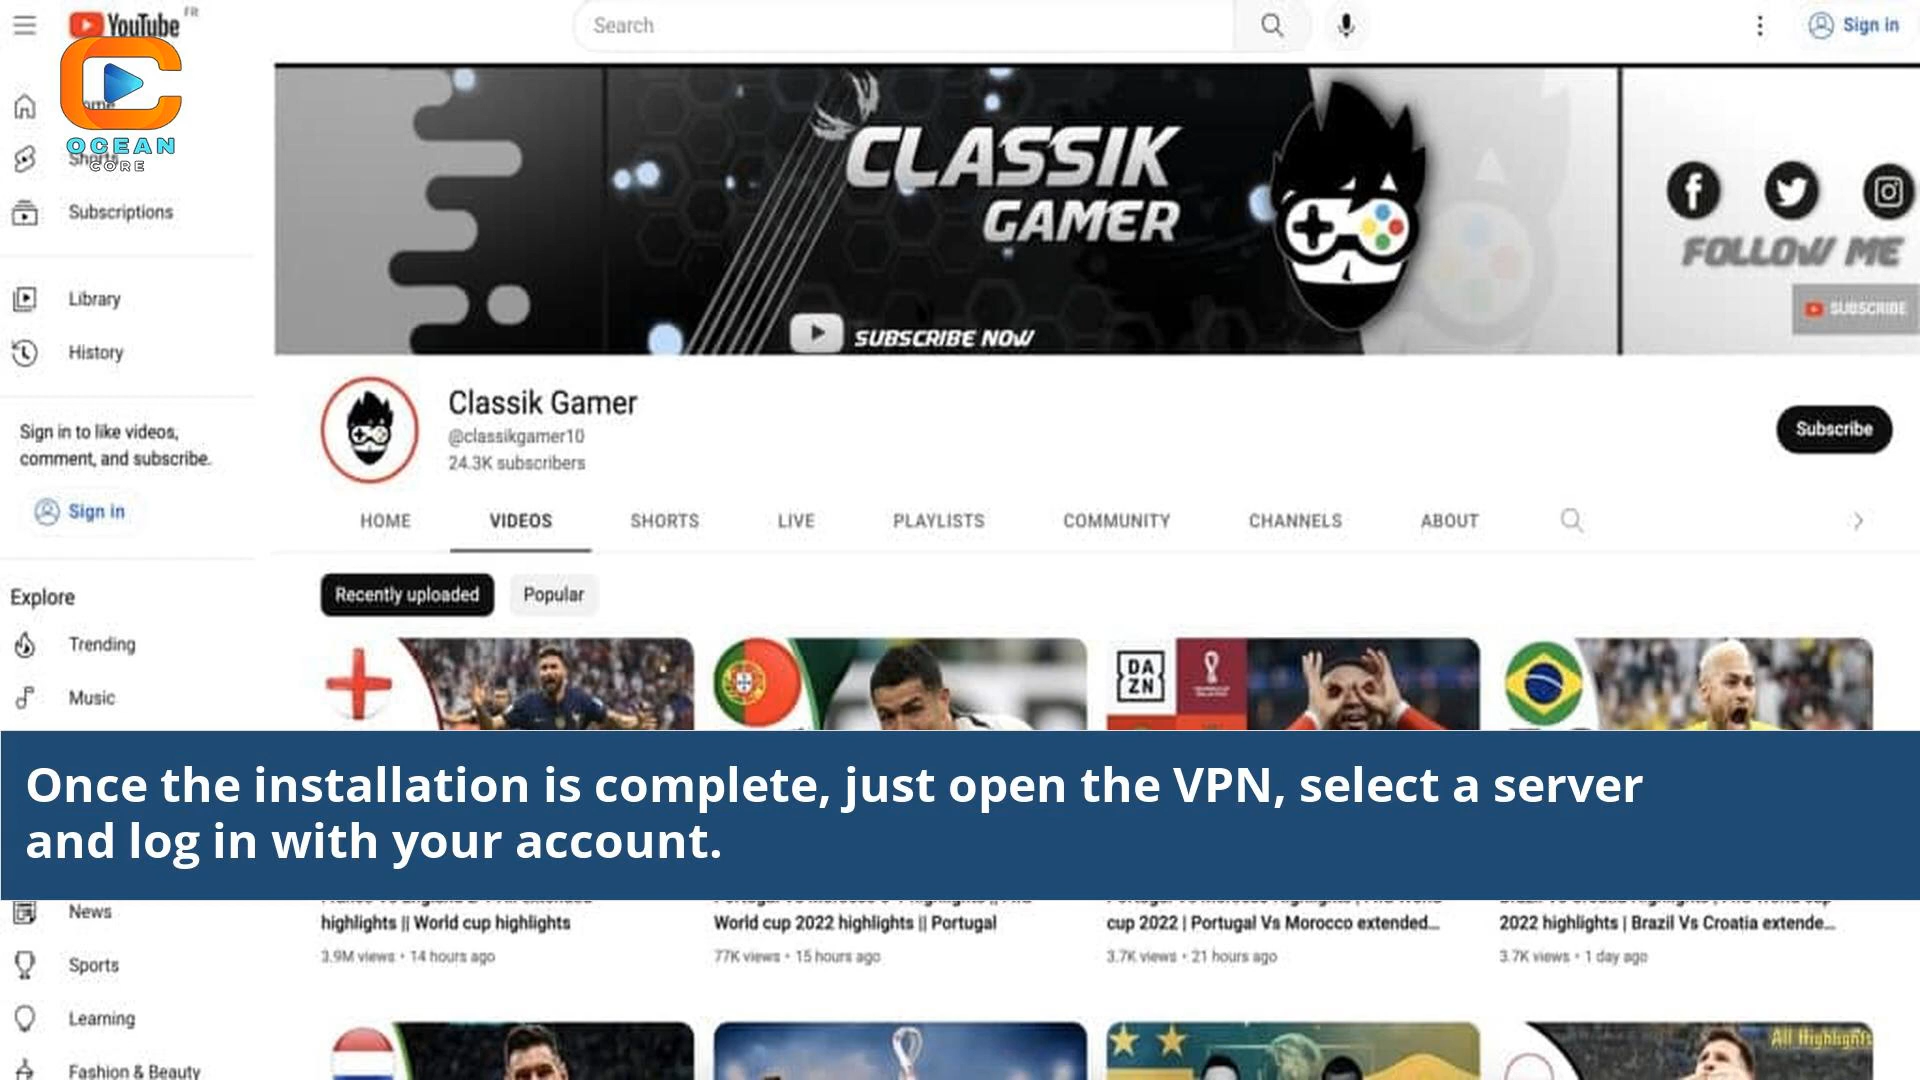 YouTube FR
Search
Sign in
OCEAN
CORE
Shorts
Subscriptions
Library
History
Sign in to like videos,
comment, and subscribe.
Sign in
Explore
Trending
Music
News
Sports
Learning
Fashion & Beauty
CLASSIK
GAMER
SUBSCRIBE NOW
FOLLOW ME
SUBSCRIBE
Classik Gamer
@classikgamer10
24.3K subscribers
Subscribe
HOME VIDEOS SHORTS LIVE PLAYLISTS COMMUNITY CHANNELS ABOUT
Recently uploaded Popular
DA
ZN
Once the installation is complete, just open the VPN, select a server
and log in with your account.
highlights || World cup highlights
3.9M views • 14 hours ago
World cup 2022 highlights || Portugal
77K views • 15 hours ago
cup 2022 | Portugal Vs Morocco extended...
3.7K views • 21 hours ago
2022 highlights | Brazil Vs Croatia extende...
3.7K views • 1 day ago
All Highlights